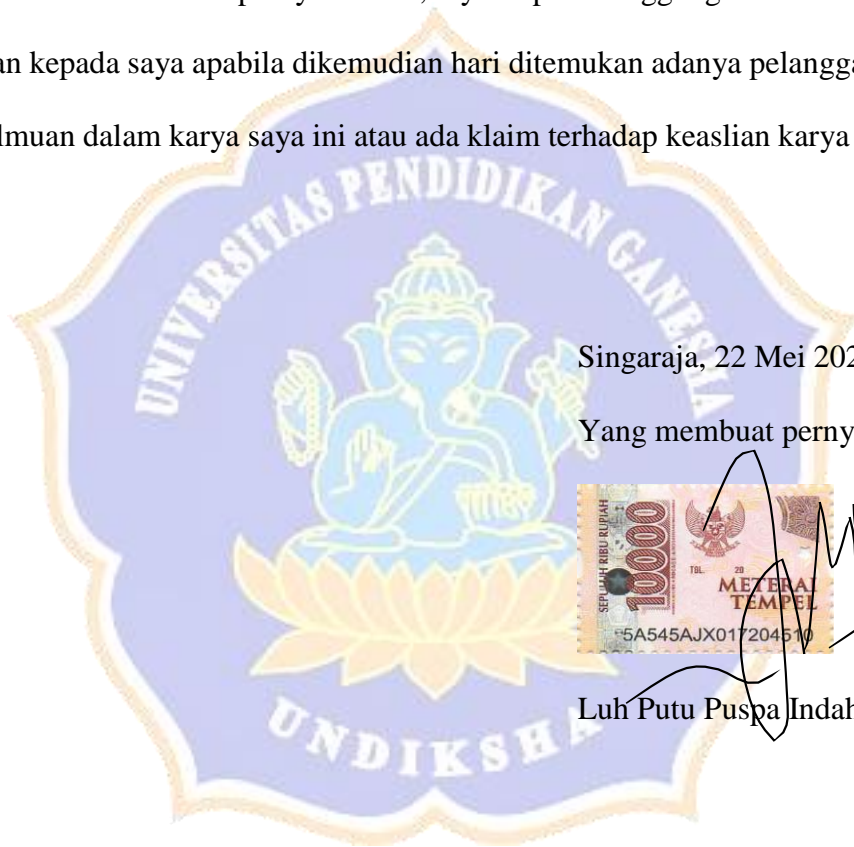 an kepada saya apabila dikemudian hari ditemukan adanya pelangga
lmuan dalam karya saya ini atau ada klaim terhadap keaslian karya
UNIVERSITAS PENDIDIKAN GANESHA
Singaraja, 22 Mei 202
Yang membuat perny
SEPULUH RIBU RUPIAH
10000
TGL. 20
METERAI
TEMPEL
5A545AJX017204510
Luh Putu Puspa Indah
UNDIKSHA